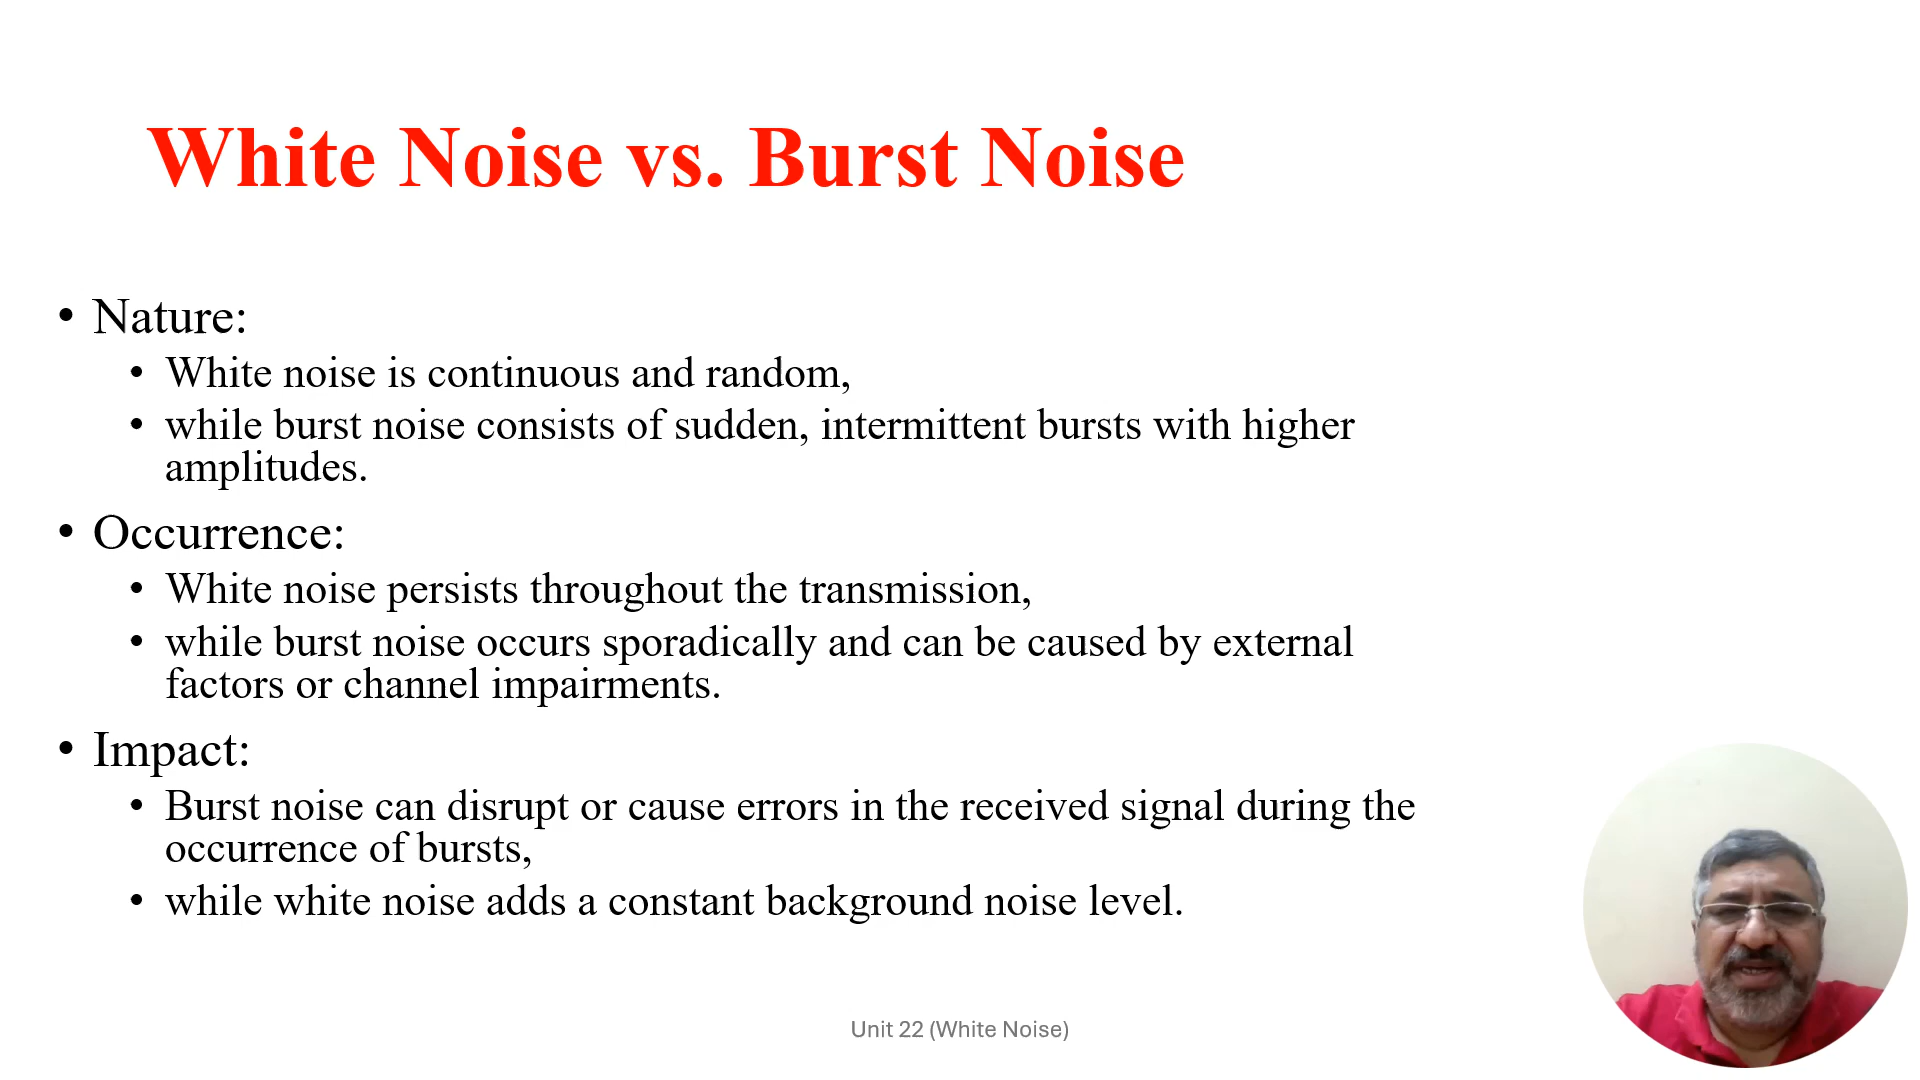 White Noise vs. Burst Noise
• Nature:
• White noise is continuous and random,
• while burst noise consists of sudden, intermittent bursts with higher
amplitudes.
• Occurrence:
• White noise persists throughout the transmission,
• while burst noise occurs sporadically and can be caused by external
factors or channel impairments.
• Impact:
• Burst noise can disrupt or cause errors in the received signal during the
occurrence of bursts,
• while white noise adds a constant background noise level.
Unit 22 (White Noise)